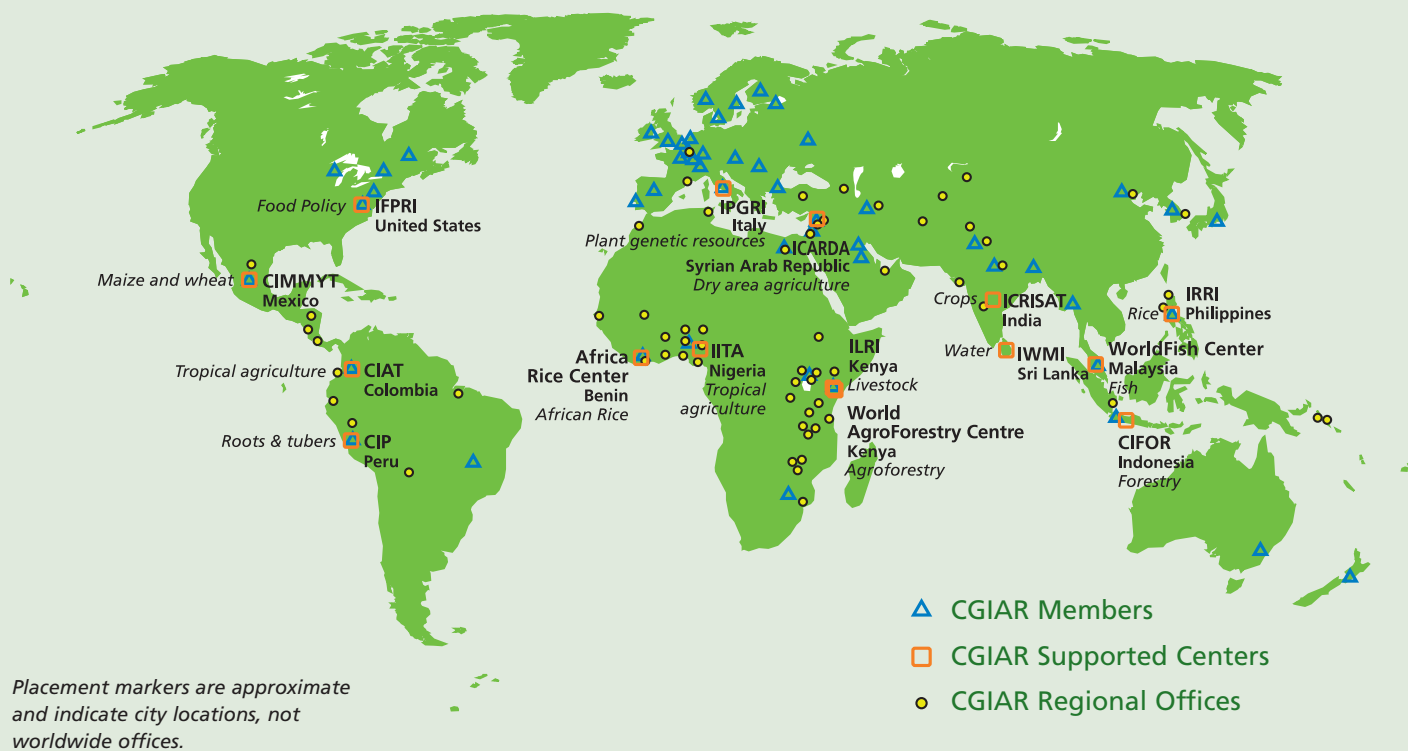 Food Policy
IFPRI
United States
Maize and wheat
CIMMYT
Mexico
Tropical agriculture
CIAT
Colombia
Roots & tubers
CIP
Peru
IPGRI
Italy
Plant genetic resources
ICARDA
Syrian Arab Republic
Dry area agriculture
Africa
Rice Center
Benin
African Rice
IITA
Nigeria
Tropical
agriculture
ILRI
Kenya
Livestock
World
AgroForestry Centre
Kenya
Agroforestry
Crops
ICRISAT
India
Water
IWMI
Sri Lanka
Rice
IRRI
Philippines
WorldFish Center
Malaysia
Fish
CIFOR
Indonesia
Forestry
CGIAR Members
CGIAR Supported Centers
CGIAR Regional Offices
Placement markers are approximate
and indicate city locations, not
worldwide offices.